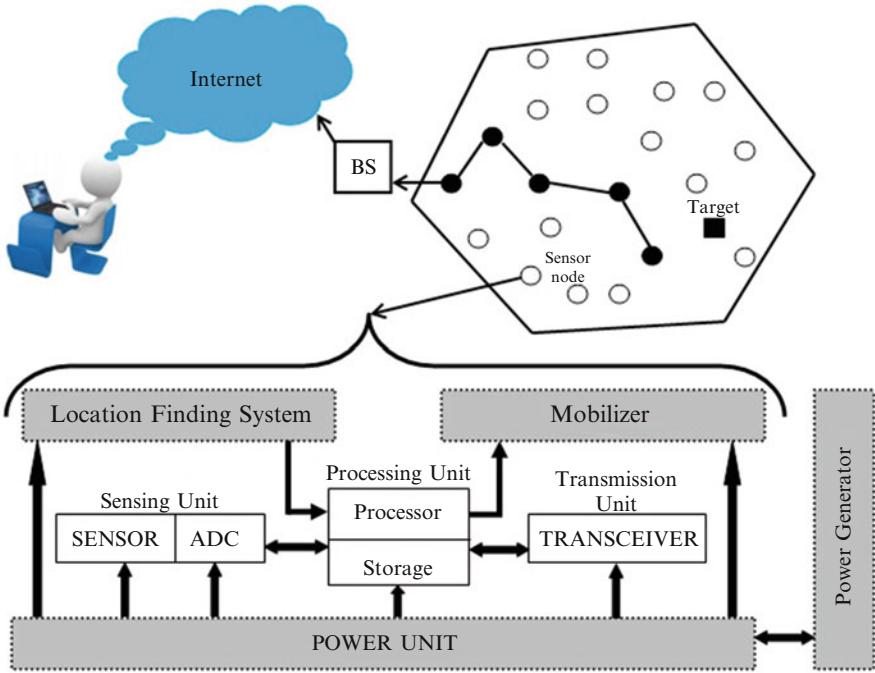 Internet
BS
Target
Sensor
node
Location Finding System
Mobilizer
Power Generator
Processing Unit
Transmission
Unit
Sensing Unit
Processor
SENSOR
ADC
TRANSCEIVER
Storage
POWER UNIT